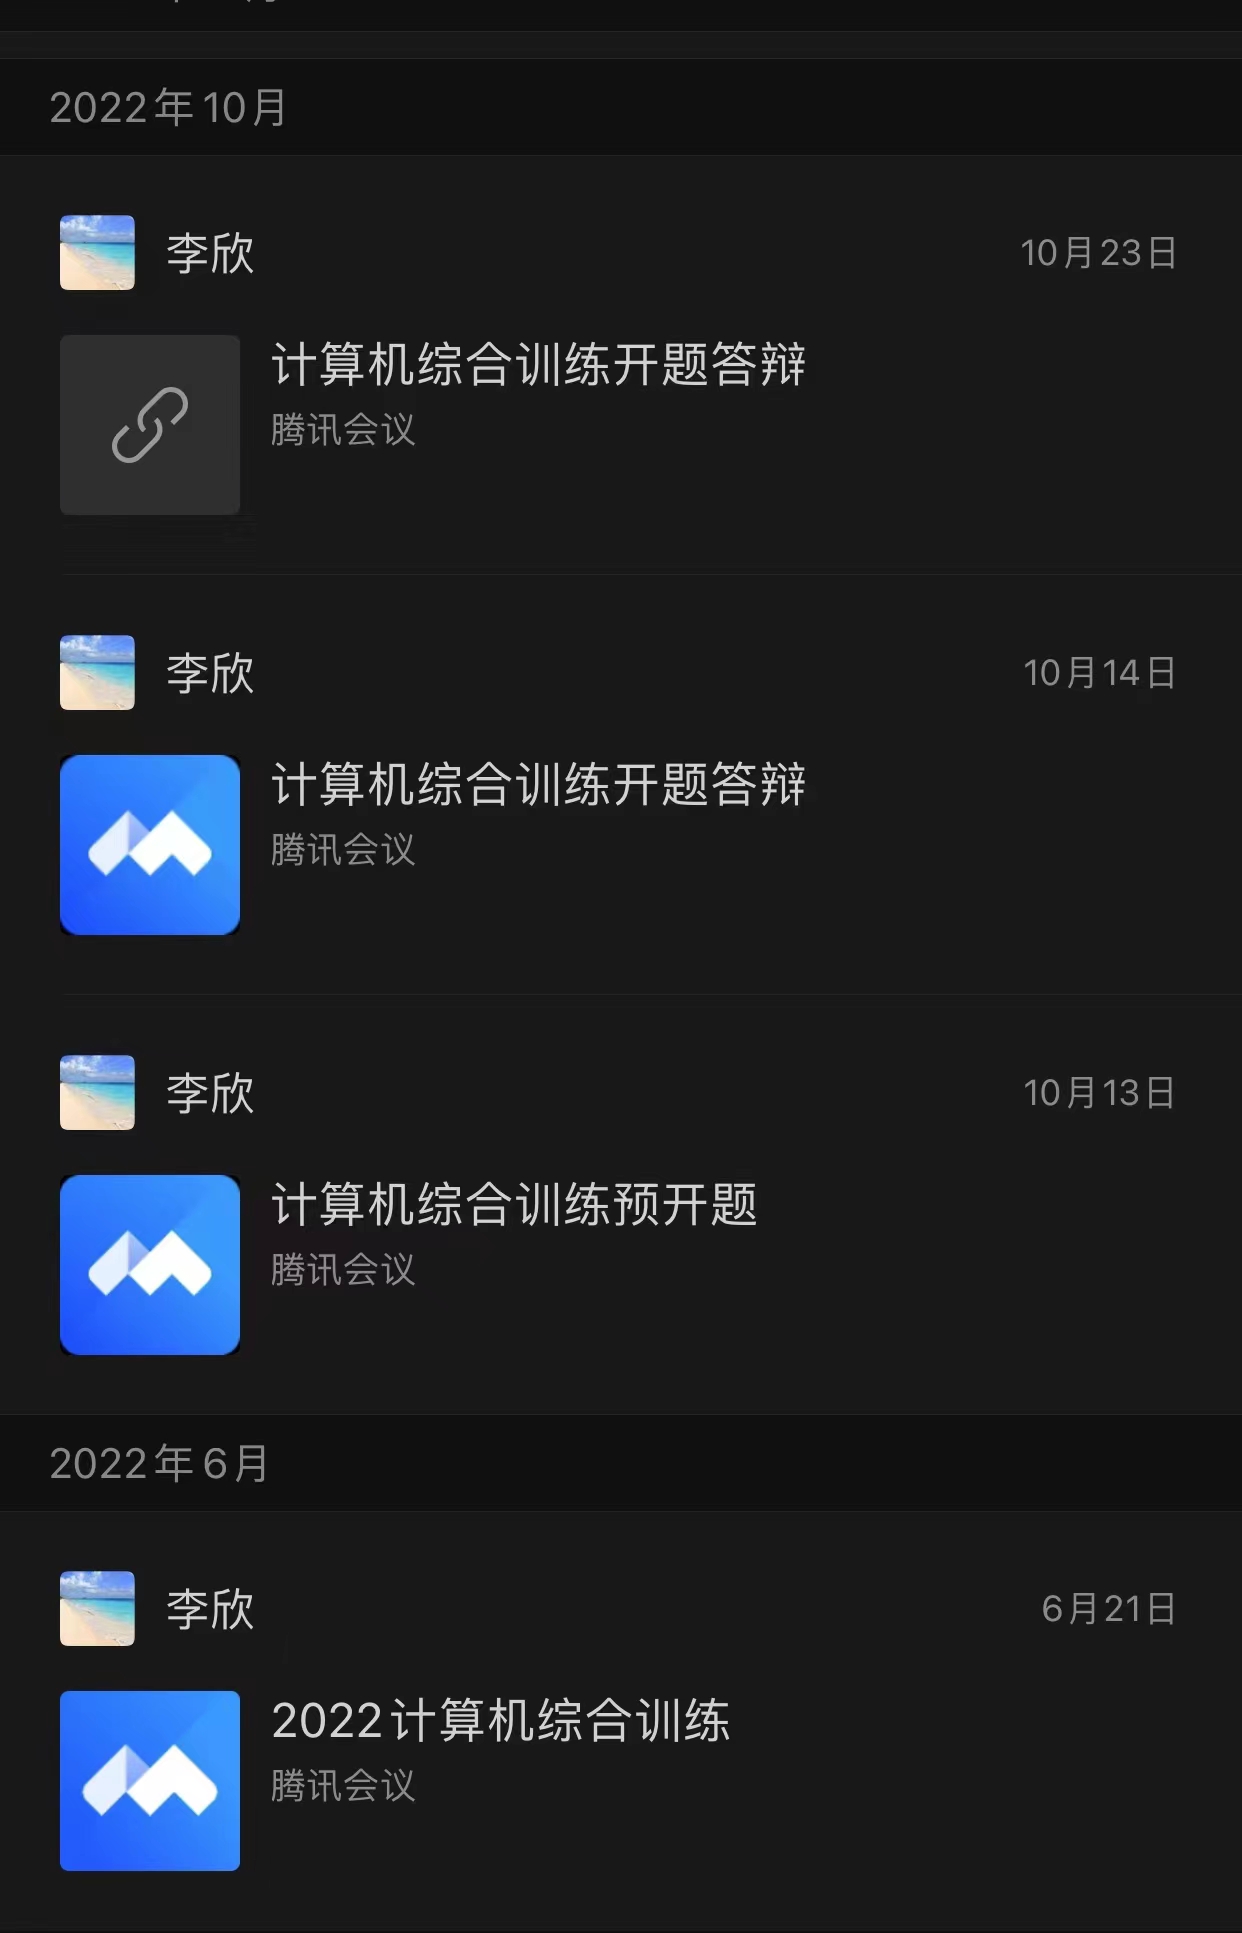 2022年10月
李欣
10月23日
计算机综合训练开题答辩
腾讯会议
李欣
10月14日
计算机综合训练开题答辩
腾讯会议
李欣
10月13日
计算机综合训练预开题
腾讯会议
2022年6月
李欣
6月21日
2022计算机综合训练
腾讯会议